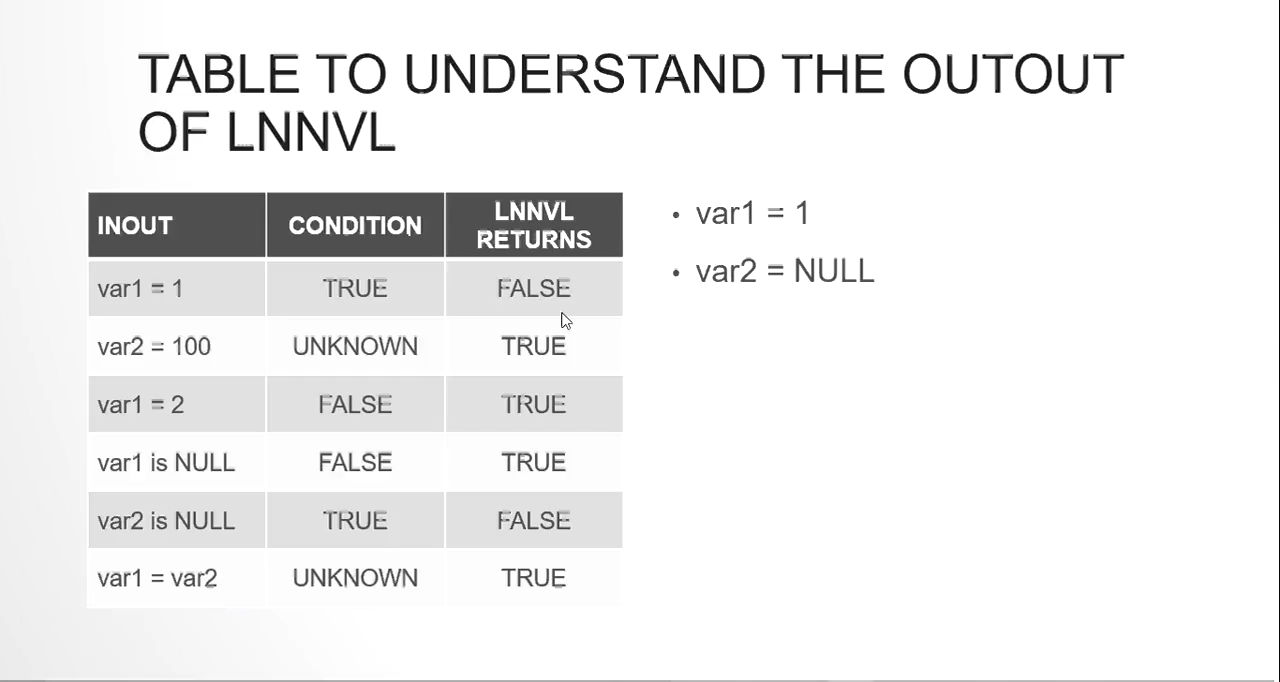 TABLE TO UNDERSTAND THE OUTOUT
OF LNNVL
INOUT CONDITION LNNVL RETURNS
var1 = 1 TRUE FALSE
var2 = 100 UNKNOWN TRUE
var1 = 2 FALSE TRUE
var1 is NULL FALSE TRUE
var2 is NULL TRUE FALSE
var1 = var2 UNKNOWN TRUE
• var1 = 1
• var2 = NULL